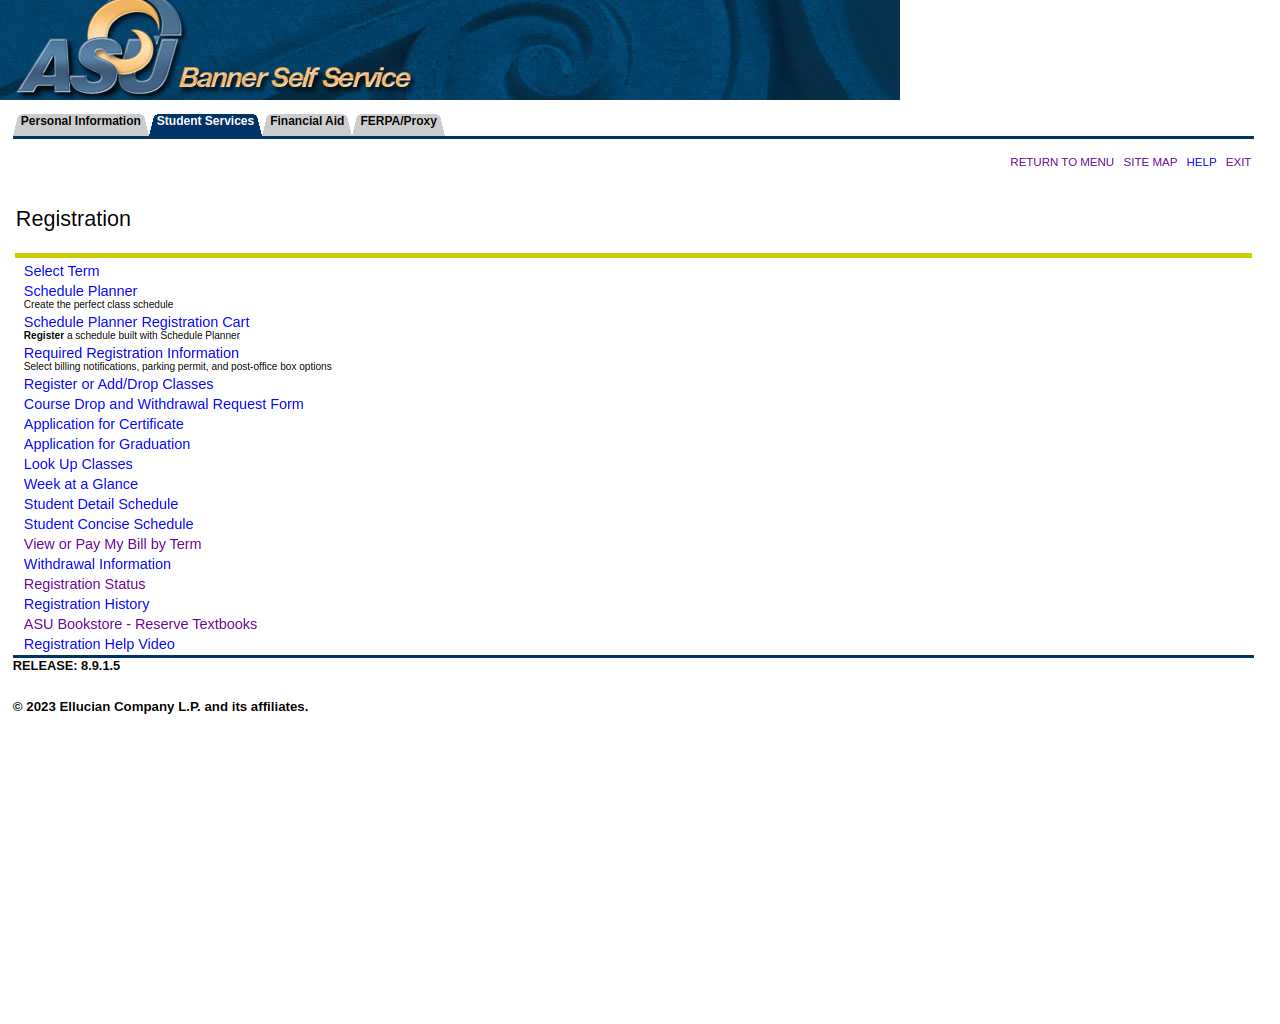 ASU Banner Self Service
Personal Information Student Services Financial Aid FERPA/Proxy
RETURN TO MENU SITE MAP HELP EXIT
Registration
Select Term
Schedule Planner
Create the perfect class schedule
Schedule Planner Registration Cart
Register a schedule built with Schedule Planner
Required Registration Information
Select billing notifications, parking permit, and post-office box options
Register or Add/Drop Classes
Course Drop and Withdrawal Request Form
Application for Certificate
Application for Graduation
Look Up Classes
Week at a Glance
Student Detail Schedule
Student Concise Schedule
View or Pay My Bill by Term
Withdrawal Information
Registration Status
Registration History
ASU Bookstore - Reserve Textbooks
Registration Help Video
RELEASE: 8.9.1.5
© 2023 Ellucian Company L.P. and its affiliates.